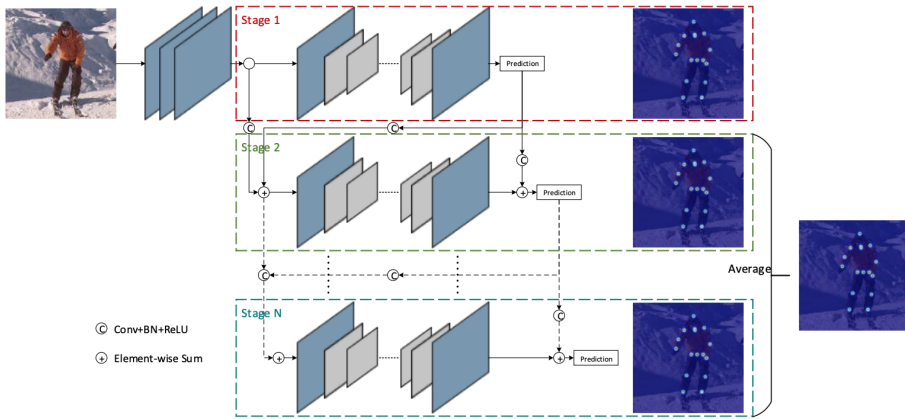 Stage 1
Prediction
C
C
Stage 2
C
+
+
Prediction
Average
C
C
Stage N
C
C Conv+BN+ReLU
+ Element-wise Sum
+
+
Prediction